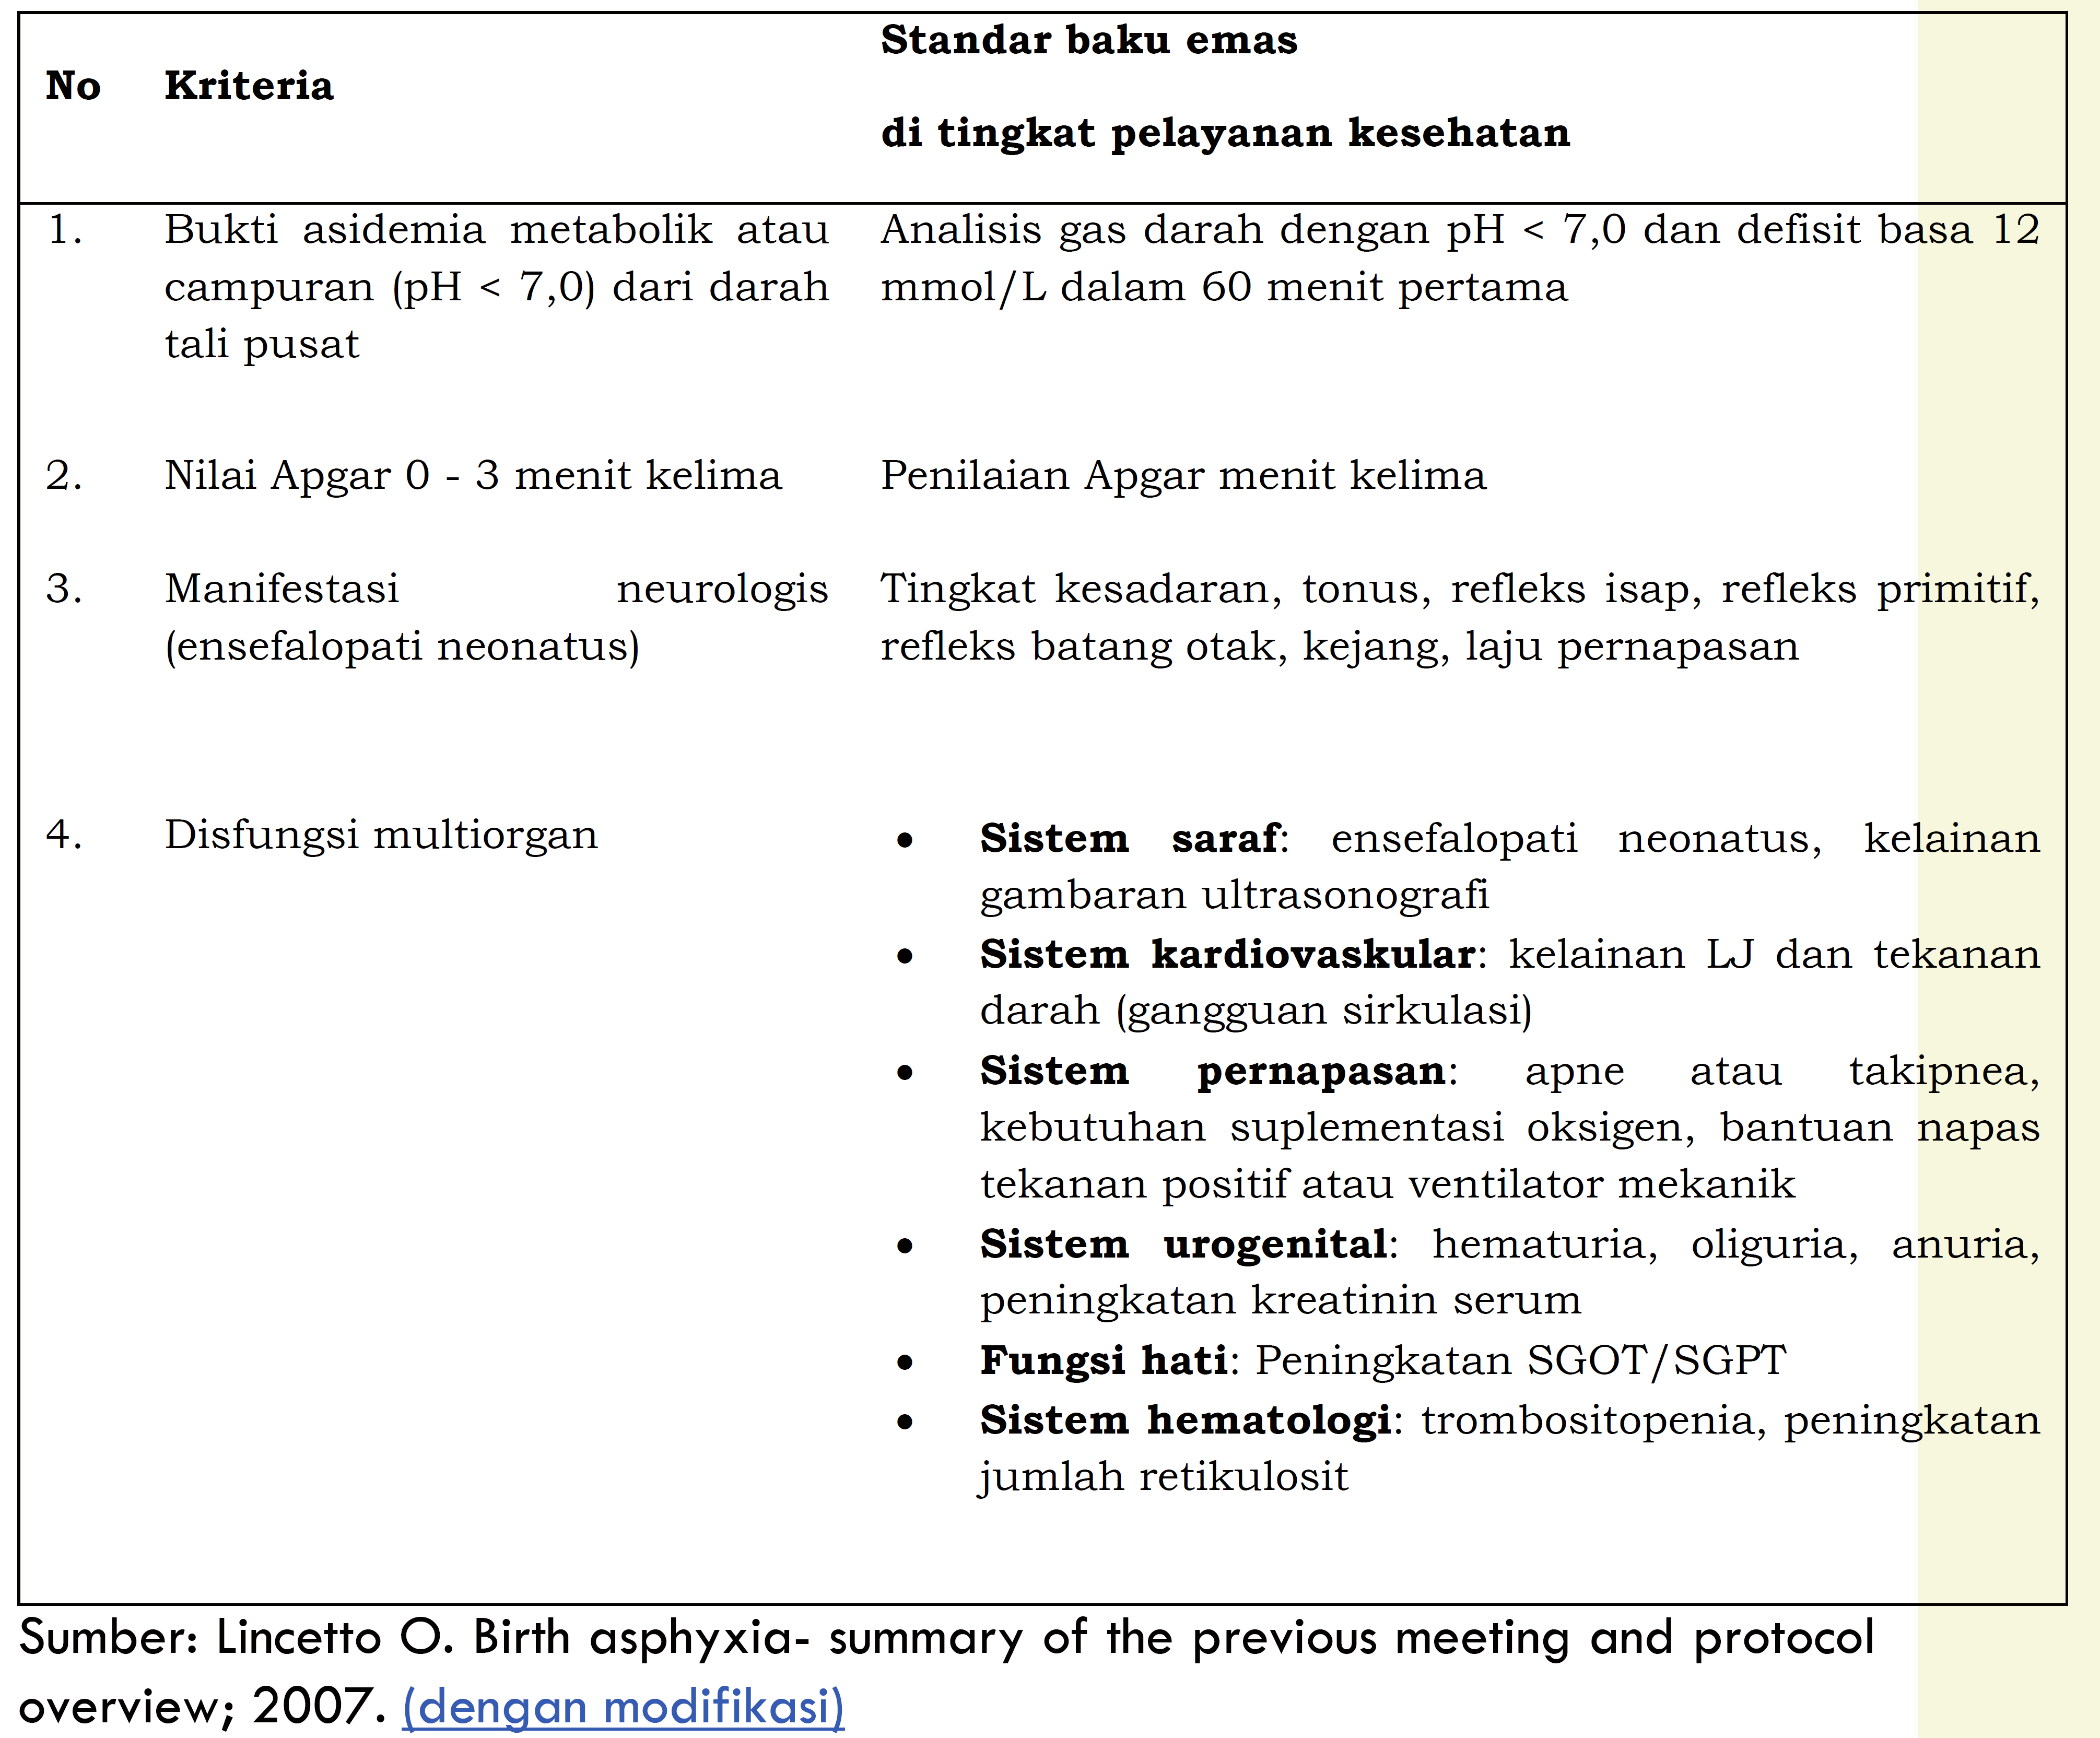 No Kriteria Standar baku emas
di tingkat pelayanan kesehatan
1. Bukti asidemia metabolik atau campuran (pH < 7,0) dari darah tali pusat
Analisis gas darah dengan pH < 7,0 dan defisit basa 12
mmol/L dalam 60 menit pertama
2. Nilai Apgar 0 - 3 menit kelima
Penilaian Apgar menit kelima
3. Manifestasi neurologis
(ensefalopati neonatus)
Tingkat kesadaran, tonus, refleks isap, refleks primitif,
refleks batang otak, kejang, laju pernapasan
4. Disfungsi multiorgan
• Sistem saraf: ensefalopati neonatus, kelainan
gambaran ultrasonografi
• Sistem kardiovaskular: kelainan LJ dan tekanan
darah (gangguan sirkulasi)
• Sistem pernapasan: apne atau takipnea,
kebutuhan suplementasi oksigen, bantuan napas
tekanan positif atau ventilator mekanik
• Sistem urogenital: hematuria, oliguria, anuria,
peningkatan kreatinin serum
• Fungsi hati: Peningkatan SGOT/SGPT
• Sistem hematologi: trombositopenia, peningkatan
jumlah retikulosit
Sumber: Lincetto O. Birth asphyxia- summary of the previous meeting and protocol
overview; 2007. (dengan modifikasi)